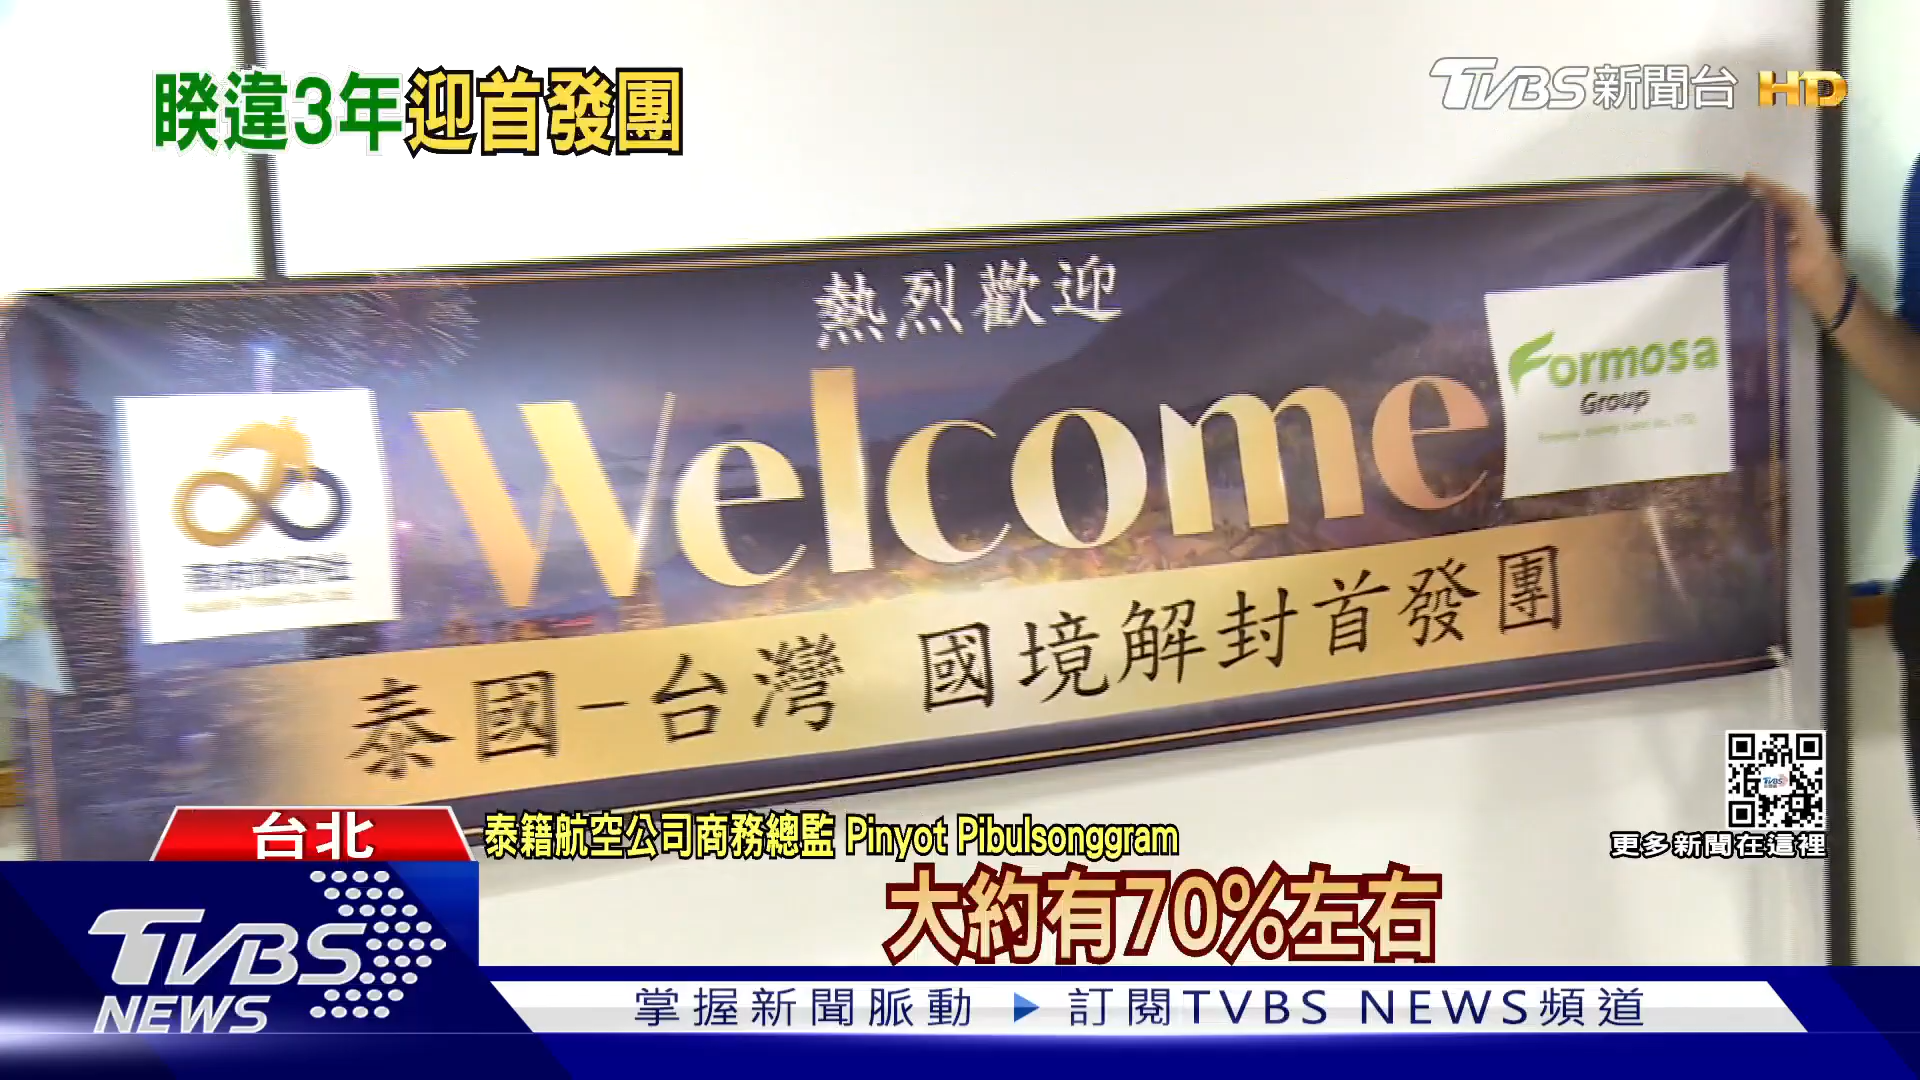 睽違3年迎首發團
TVBS新聞台 HD
熱烈歡迎
Welcome
Formosa
Group
泰國-台灣 國境解封首發團
更多新聞在這裡
台北
泰籍航空公司商務總監 Pinyot Pibulsonggram
大約有70%左右
TVBS
NEWS
掌握新聞脈動 ▶ 訂閱TVBS NEWS頻道